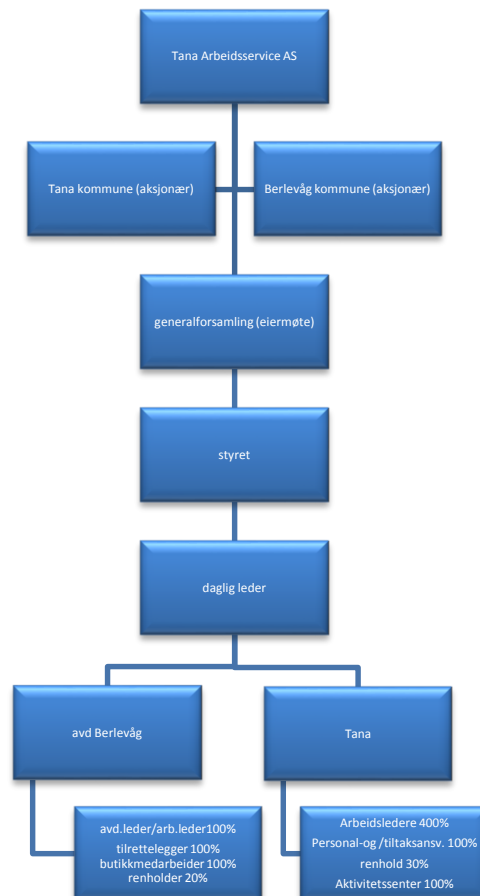 Tana Arbeidsservice AS
Tana kommune (aksjonær)
Berlevåg kommune (aksjonær)
generalforsamling (eiermøte)
styret
daglig leder
avd Berlevåg
Tana
avd.leder/arb.leder100%
tilrettelegger 100%
butikkmedarbeider 100%
renholder 20%
Arbeidsledere 400%
Personal-og /tiltaksansv. 100%
renhold 30%
Aktivitetssenter 100%